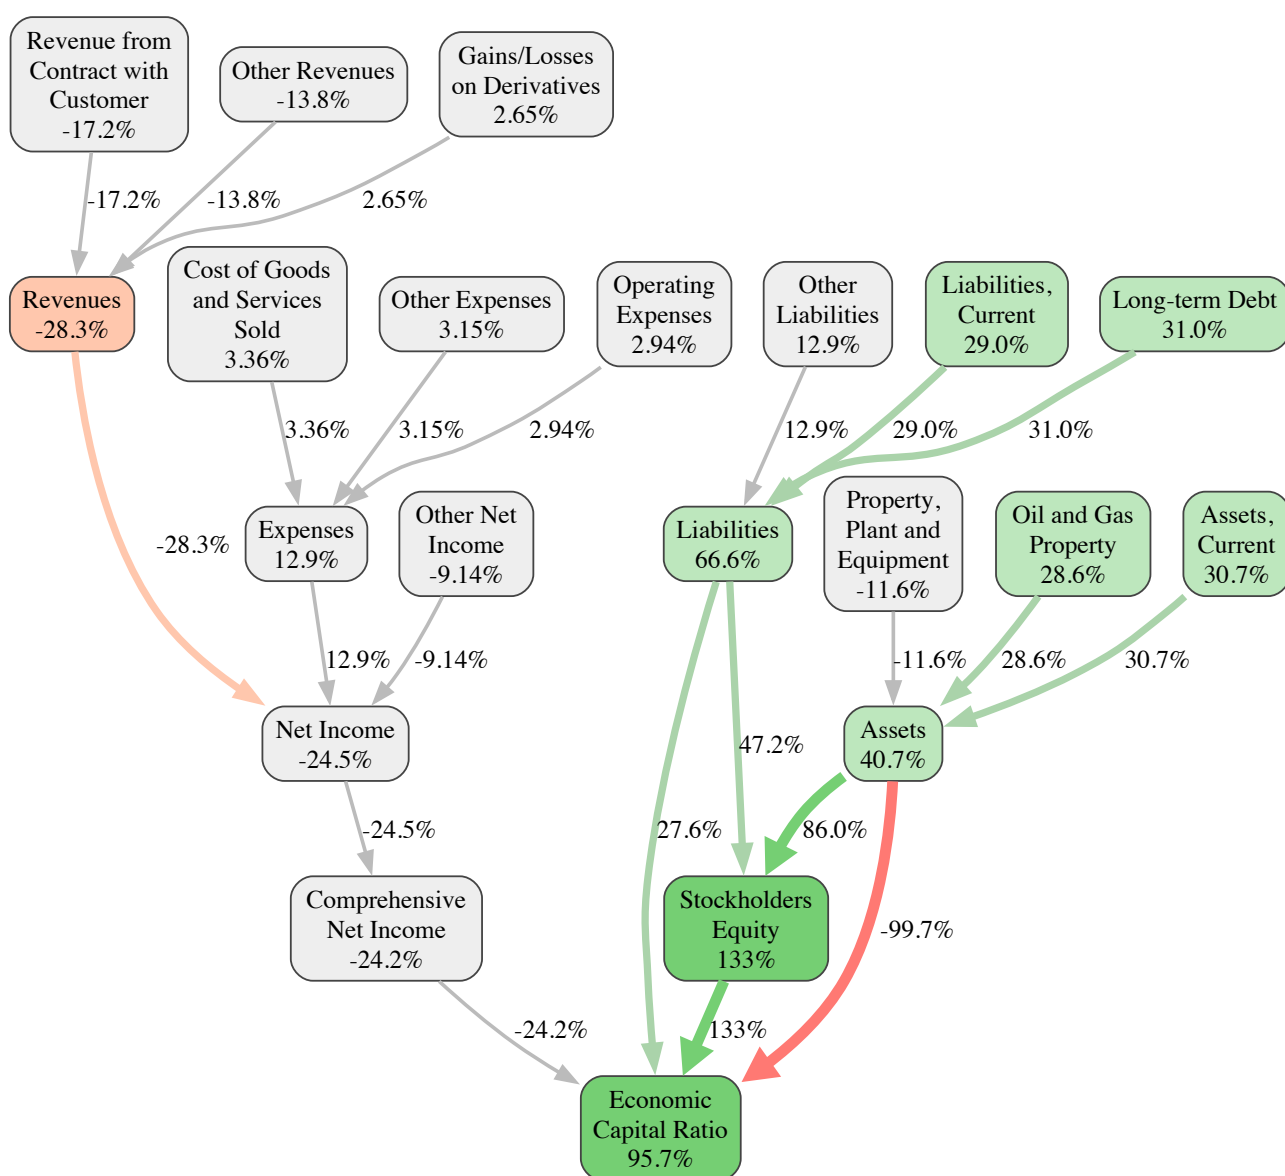 Revenue from
Contract with
Customer
-17.2%
Other Revenues
-13.8%
Gains/Losses
on Derivatives
2.65%
-17.2%
-13.8%
2.65%
Revenues
-28.3%
Cost of Goods
and Services
Sold
3.36%
Other Expenses
3.15%
Operating
Expenses
2.94%
Other
Liabilities
12.9%
Liabilities,
Current
29.0%
Long-term Debt
31.0%
3.36%
3.15%
2.94%
12.9%
29.0%
31.0%
-28.3%
Expenses
12.9%
Other Net
Income
-9.14%
Liabilities
66.6%
Property,
Plant and
Equipment
-11.6%
Oil and Gas
Property
28.6%
Assets,
Current
30.7%
12.9%
-9.14%
-11.6%
28.6%
30.7%
Net Income
-24.5%
47.2%
Assets
40.7%
-24.5%
27.6%
86.0%
Comprehensive
Net Income
-24.2%
Stockholders
Equity
133%
-99.7%
-24.2%
133%
Economic
Capital Ratio
95.7%